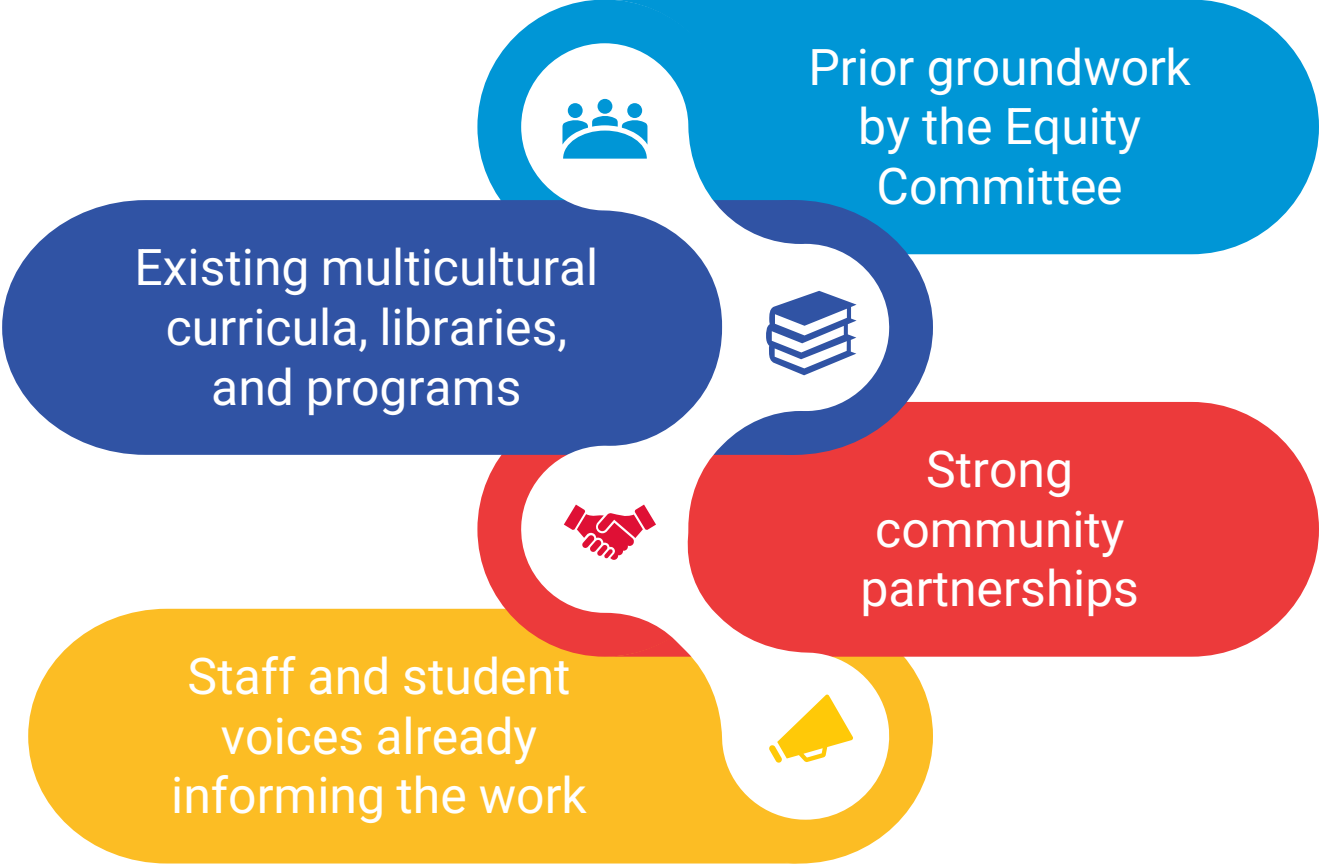 Prior groundwork
by the Equity
Committee
Existing multicultural
curricula, libraries,
and programs
Strong
community
partnerships
Staff and student
voices already
informing the work